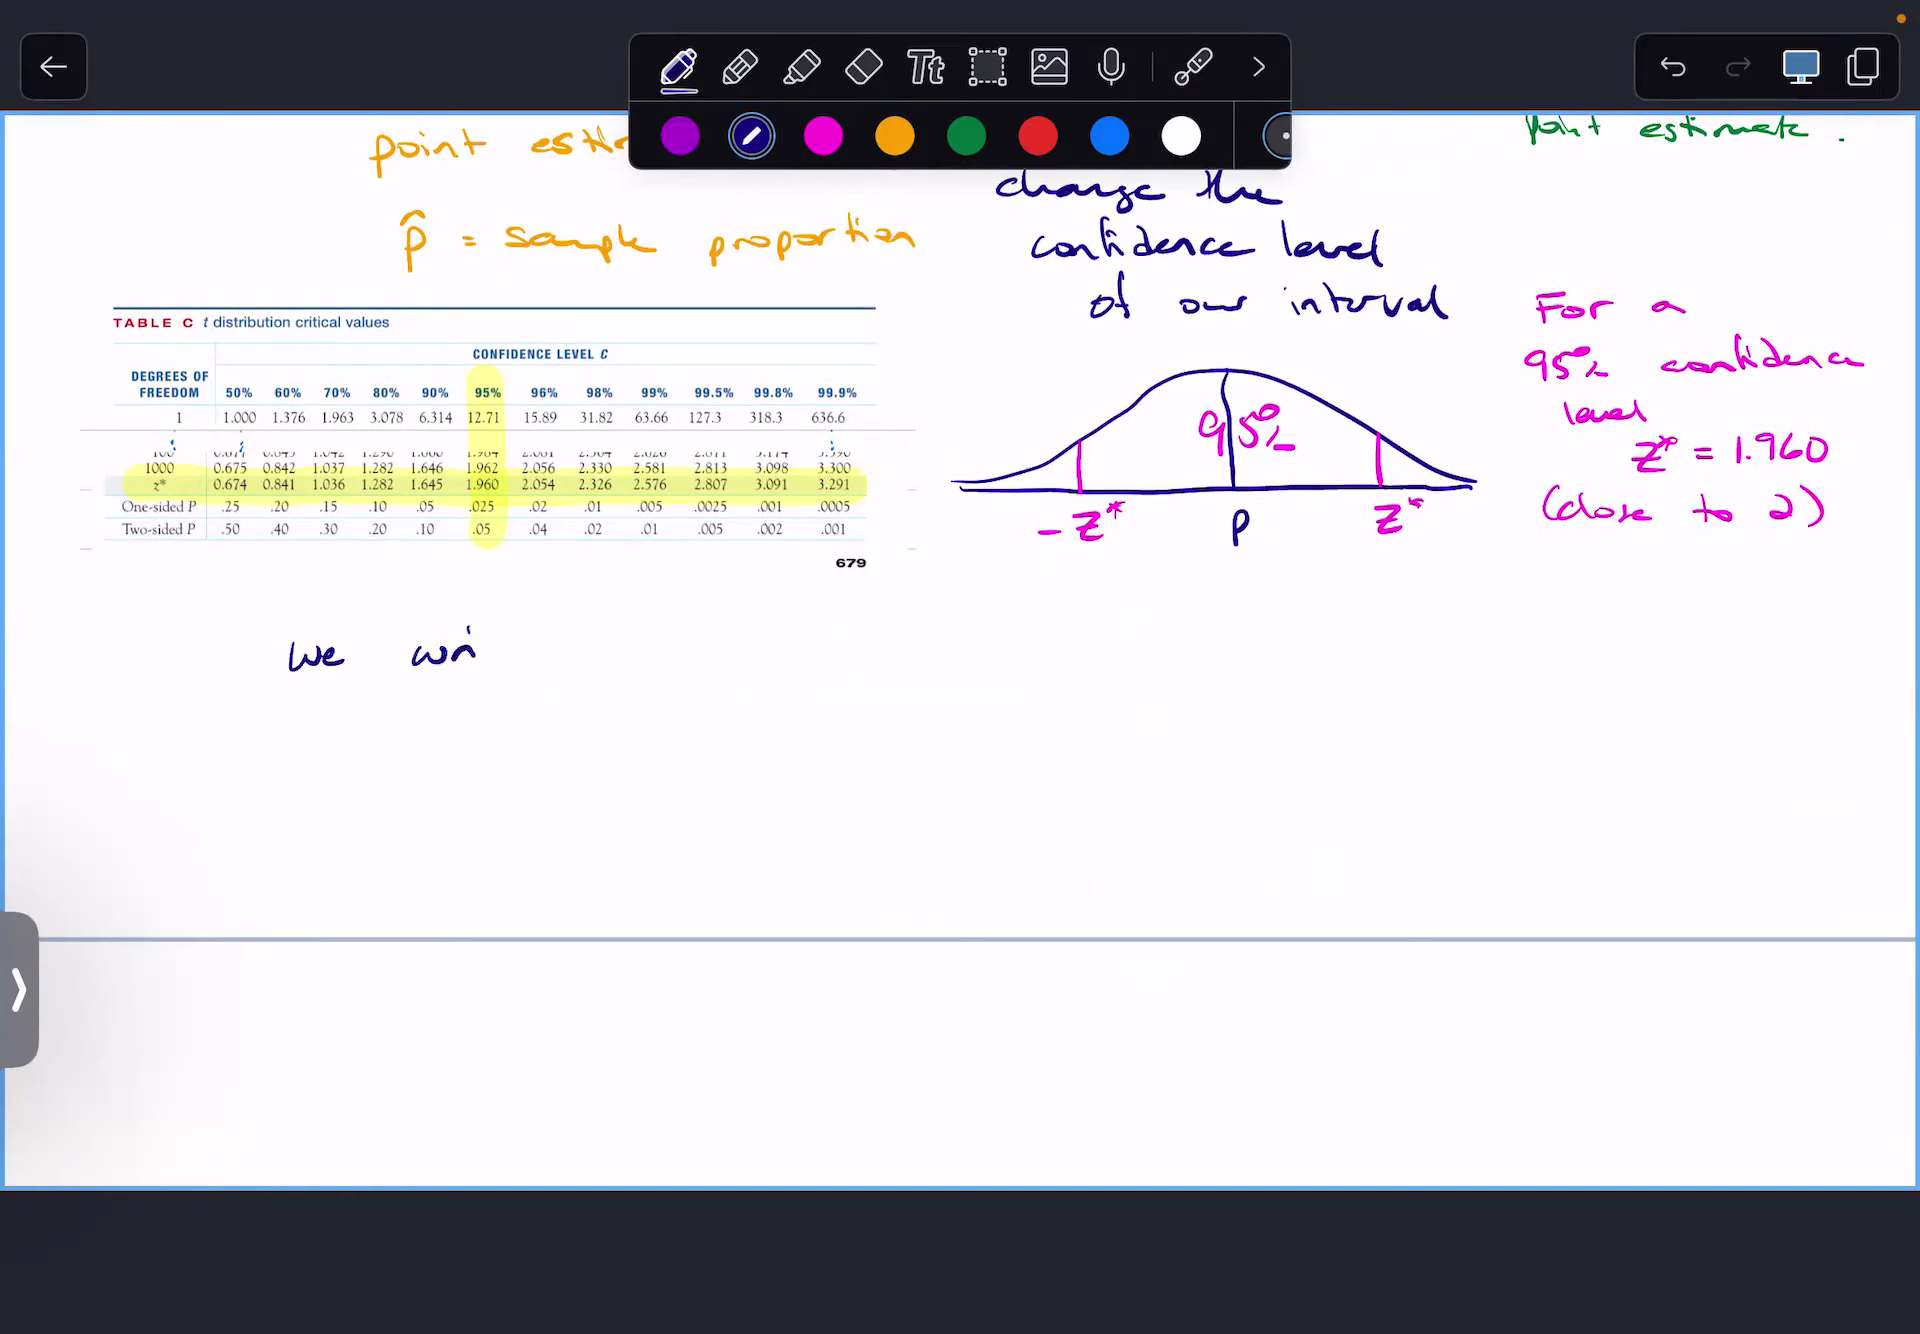 Tt
point
point estimate.
change the
p̂ = sample proportion
confidence level
of our interval
For a
95% confidence
level
z* = 1.960
(close to 2)
TABLE C t distribution critical values
CONFIDENCE LEVEL C
DEGREES OF FREEDOM 50% 60% 70% 80% 90% 95% 96% 98% 99% 99.5% 99.8% 99.9%
1 1.000 1.376 1.963 3.078 6.314 12.71 15.89 31.82 63.66 127.3 318.3 636.6
1000 0.675 0.842 1.037 1.282 1.646 1.962 2.056 2.330 2.581 2.813 3.098 3.300
z* 0.674 0.841 1.036 1.282 1.645 1.960 2.054 2.326 2.576 2.807 3.091 3.291
One-sided P .25 .20 .15 .10 .05 .025 .02 .01 .005 .0025 .001 .0005
Two-sided P .50 .40 .30 .20 .10 .05 .04 .02 .01 .005 .002 .001
679
95%
-z* P z*
we wi